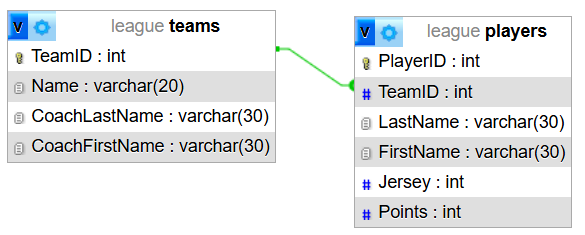 V league teams
TeamID : int
Name : varchar(20)
CoachLastName : varchar(30)
CoachFirstName : varchar(30)
V league players
PlayerID : int
# TeamID : int
LastName : varchar(30)
FirstName : varchar(30)
# Jersey : int
# Points : int